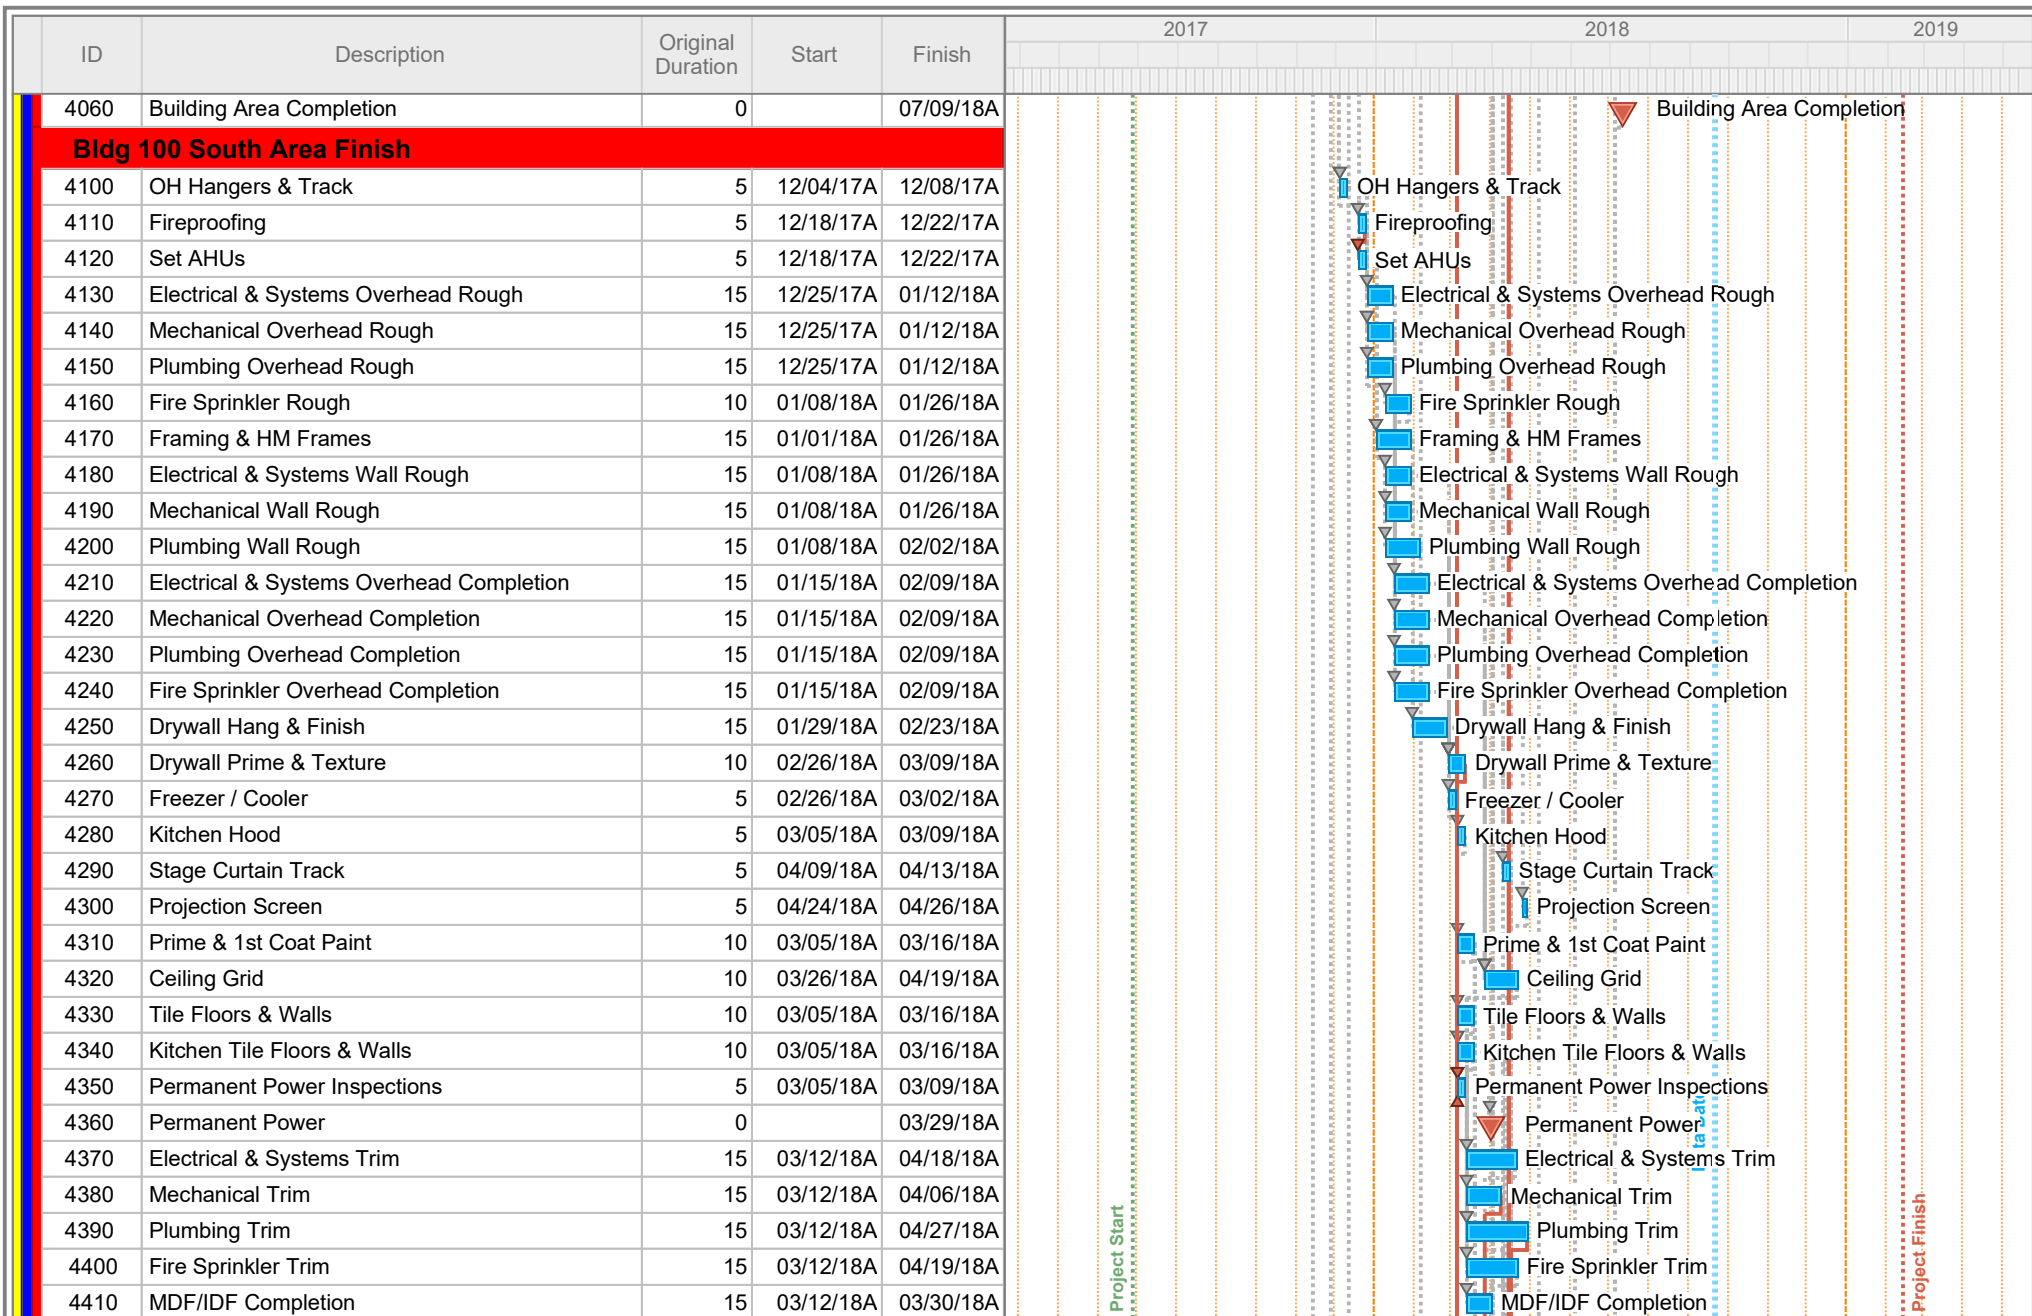 2017 2018 2019
ID Description Original Duration Start Finish
4060 Building Area Completion 0 07/09/18A Building Area Completion
Bldg 100 South Area Finish
4100 OH Hangers & Track 5 12/04/17A 12/08/17A OH Hangers & Track
4110 Fireproofing 5 12/18/17A 12/22/17A Fireproofing
4120 Set AHUs 5 12/18/17A 12/22/17A Set AHUs
4130 Electrical & Systems Overhead Rough 15 12/25/17A 01/12/18A Electrical & Systems Overhead Rough
4140 Mechanical Overhead Rough 15 12/25/17A 01/12/18A Mechanical Overhead Rough
4150 Plumbing Overhead Rough 15 12/25/17A 01/12/18A Plumbing Overhead Rough
4160 Fire Sprinkler Rough 10 01/08/18A 01/26/18A Fire Sprinkler Rough
4170 Framing & HM Frames 15 01/01/18A 01/26/18A Framing & HM Frames
4180 Electrical & Systems Wall Rough 15 01/08/18A 01/26/18A Electrical & Systems Wall Rough
4190 Mechanical Wall Rough 15 01/08/18A 01/26/18A Mechanical Wall Rough
4200 Plumbing Wall Rough 15 01/08/18A 02/02/18A Plumbing Wall Rough
4210 Electrical & Systems Overhead Completion 15 01/15/18A 02/09/18A Electrical & Systems Overhead Completion
4220 Mechanical Overhead Completion 15 01/15/18A 02/09/18A Mechanical Overhead Completion
4230 Plumbing Overhead Completion 15 01/15/18A 02/09/18A Plumbing Overhead Completion
4240 Fire Sprinkler Overhead Completion 15 01/15/18A 02/09/18A Fire Sprinkler Overhead Completion
4250 Drywall Hang & Finish 15 01/29/18A 02/23/18A Drywall Hang & Finish
4260 Drywall Prime & Texture 10 02/26/18A 03/09/18A Drywall Prime & Texture
4270 Freezer / Cooler 5 02/26/18A 03/02/18A Freezer / Cooler
4280 Kitchen Hood 5 03/05/18A 03/09/18A Kitchen Hood
4290 Stage Curtain Track 5 04/09/18A 04/13/18A Stage Curtain Track
4300 Projection Screen 5 04/24/18A 04/26/18A Projection Screen
4310 Prime & 1st Coat Paint 10 03/05/18A 03/16/18A Prime & 1st Coat Paint
4320 Ceiling Grid 10 03/26/18A 04/19/18A Ceiling Grid
4330 Tile Floors & Walls 10 03/05/18A 03/16/18A Tile Floors & Walls
4340 Kitchen Tile Floors & Walls 10 03/05/18A 03/16/18A Kitchen Tile Floors & Walls
4350 Permanent Power Inspections 5 03/05/18A 03/09/18A Permanent Power Inspections
4360 Permanent Power 0 03/29/18A Permanent Power
4370 Electrical & Systems Trim 15 03/12/18A 04/18/18A Electrical & Systems Trim
4380 Mechanical Trim 15 03/12/18A 04/06/18A Mechanical Trim
4390 Plumbing Trim 15 03/12/18A 04/27/18A Plumbing Trim
4400 Fire Sprinkler Trim 15 03/12/18A 04/19/18A Fire Sprinkler Trim
4410 MDF/IDF Completion 15 03/12/18A 03/30/18A MDF/IDF Completion
Project Start
Project Finish